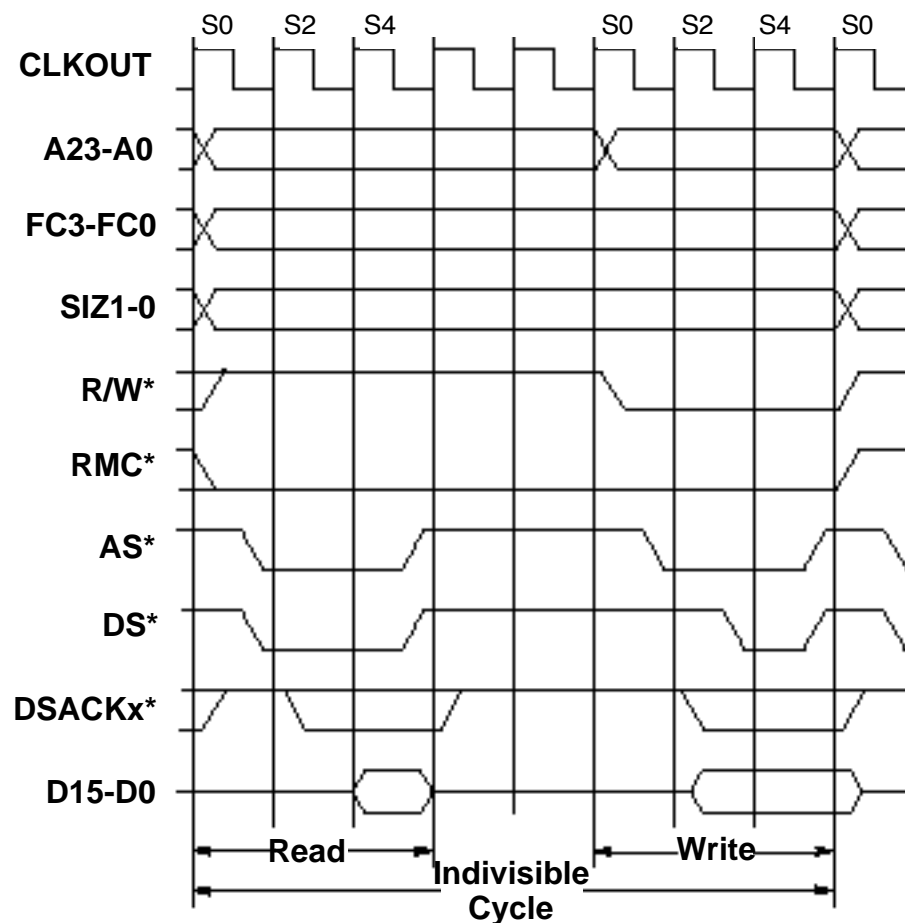 S0 S2 S4 S0 S2 S4 S0
CLKOUT
A23-A0
FC3-FC0
SIZ1-0
R/W*
RMC*
AS*
DS*
DSACKx*
D15-D0
Read Write
Indivisible
Cycle